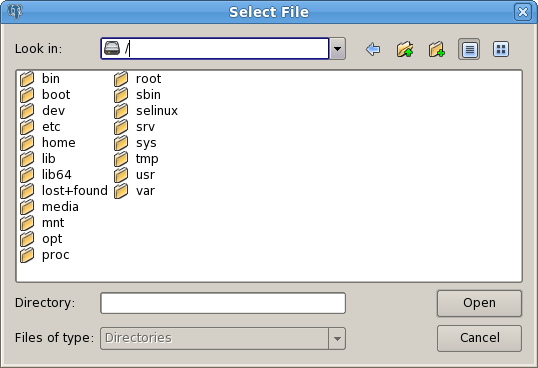 Select File
Look in: /
bin root
boot sbin
dev selinux
etc srv
home sys
lib tmp
lib64 usr
lost+found var
media
mnt
opt
proc
Directory: Open
Files of type: Directories Cancel